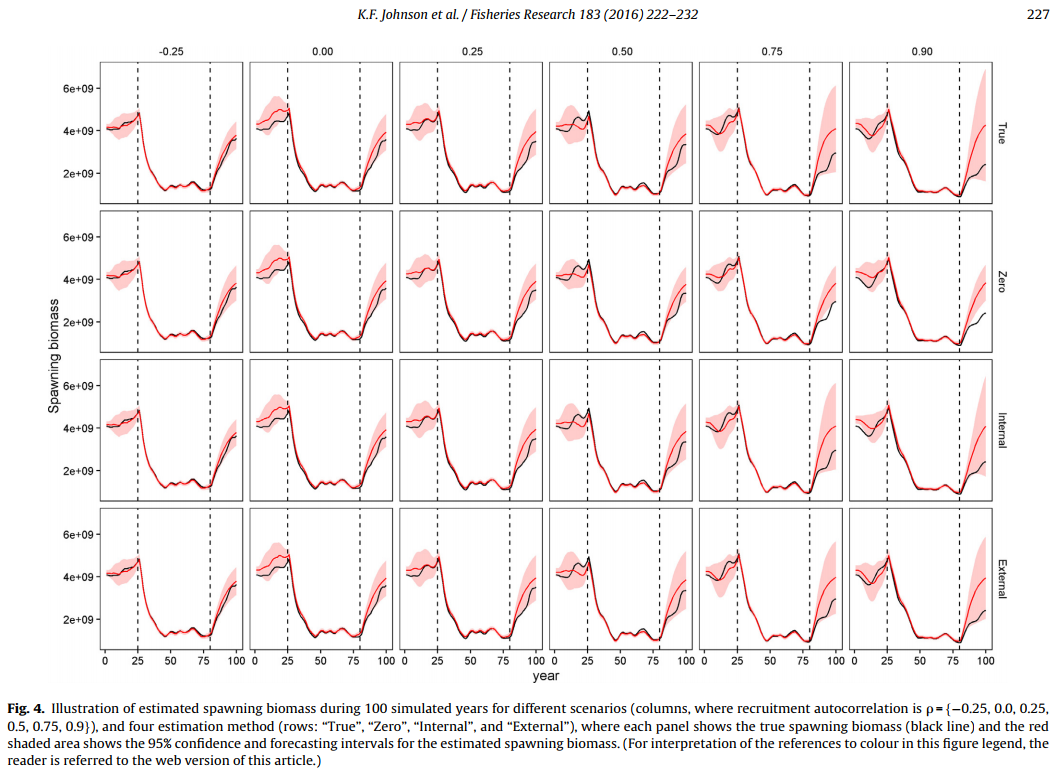 K.F. Johnson et al. / Fisheries Research 183 (2016) 222–232
227
-0.25 0.00 0.25 0.50 0.75 0.90
6e+09
4e+09
2e+09
True
6e+09
4e+09
2e+09
Zero
Spawning biomass
6e+09
4e+09
2e+09
Internal
6e+09
4e+09
2e+09
External
0 25 50 75 100 0 25 50 75 100 0 25 50 75 100 0 25 50 75 100 0 25 50 75 100 0 25 50 75 100
year
Fig. 4. Illustration of estimated spawning biomass during 100 simulated years for different scenarios (columns, where recruitment autocorrelation is ρ = {−0.25, 0.0, 0.25,
0.5, 0.75, 0.9}), and four estimation method (rows: “True”, “Zero”, “Internal”, and “External”), where each panel shows the true spawning biomass (black line) and the red
shaded area shows the 95% confidence and forecasting intervals for the estimated spawning biomass. (For interpretation of the references to colour in this figure legend, the
reader is referred to the web version of this article.)